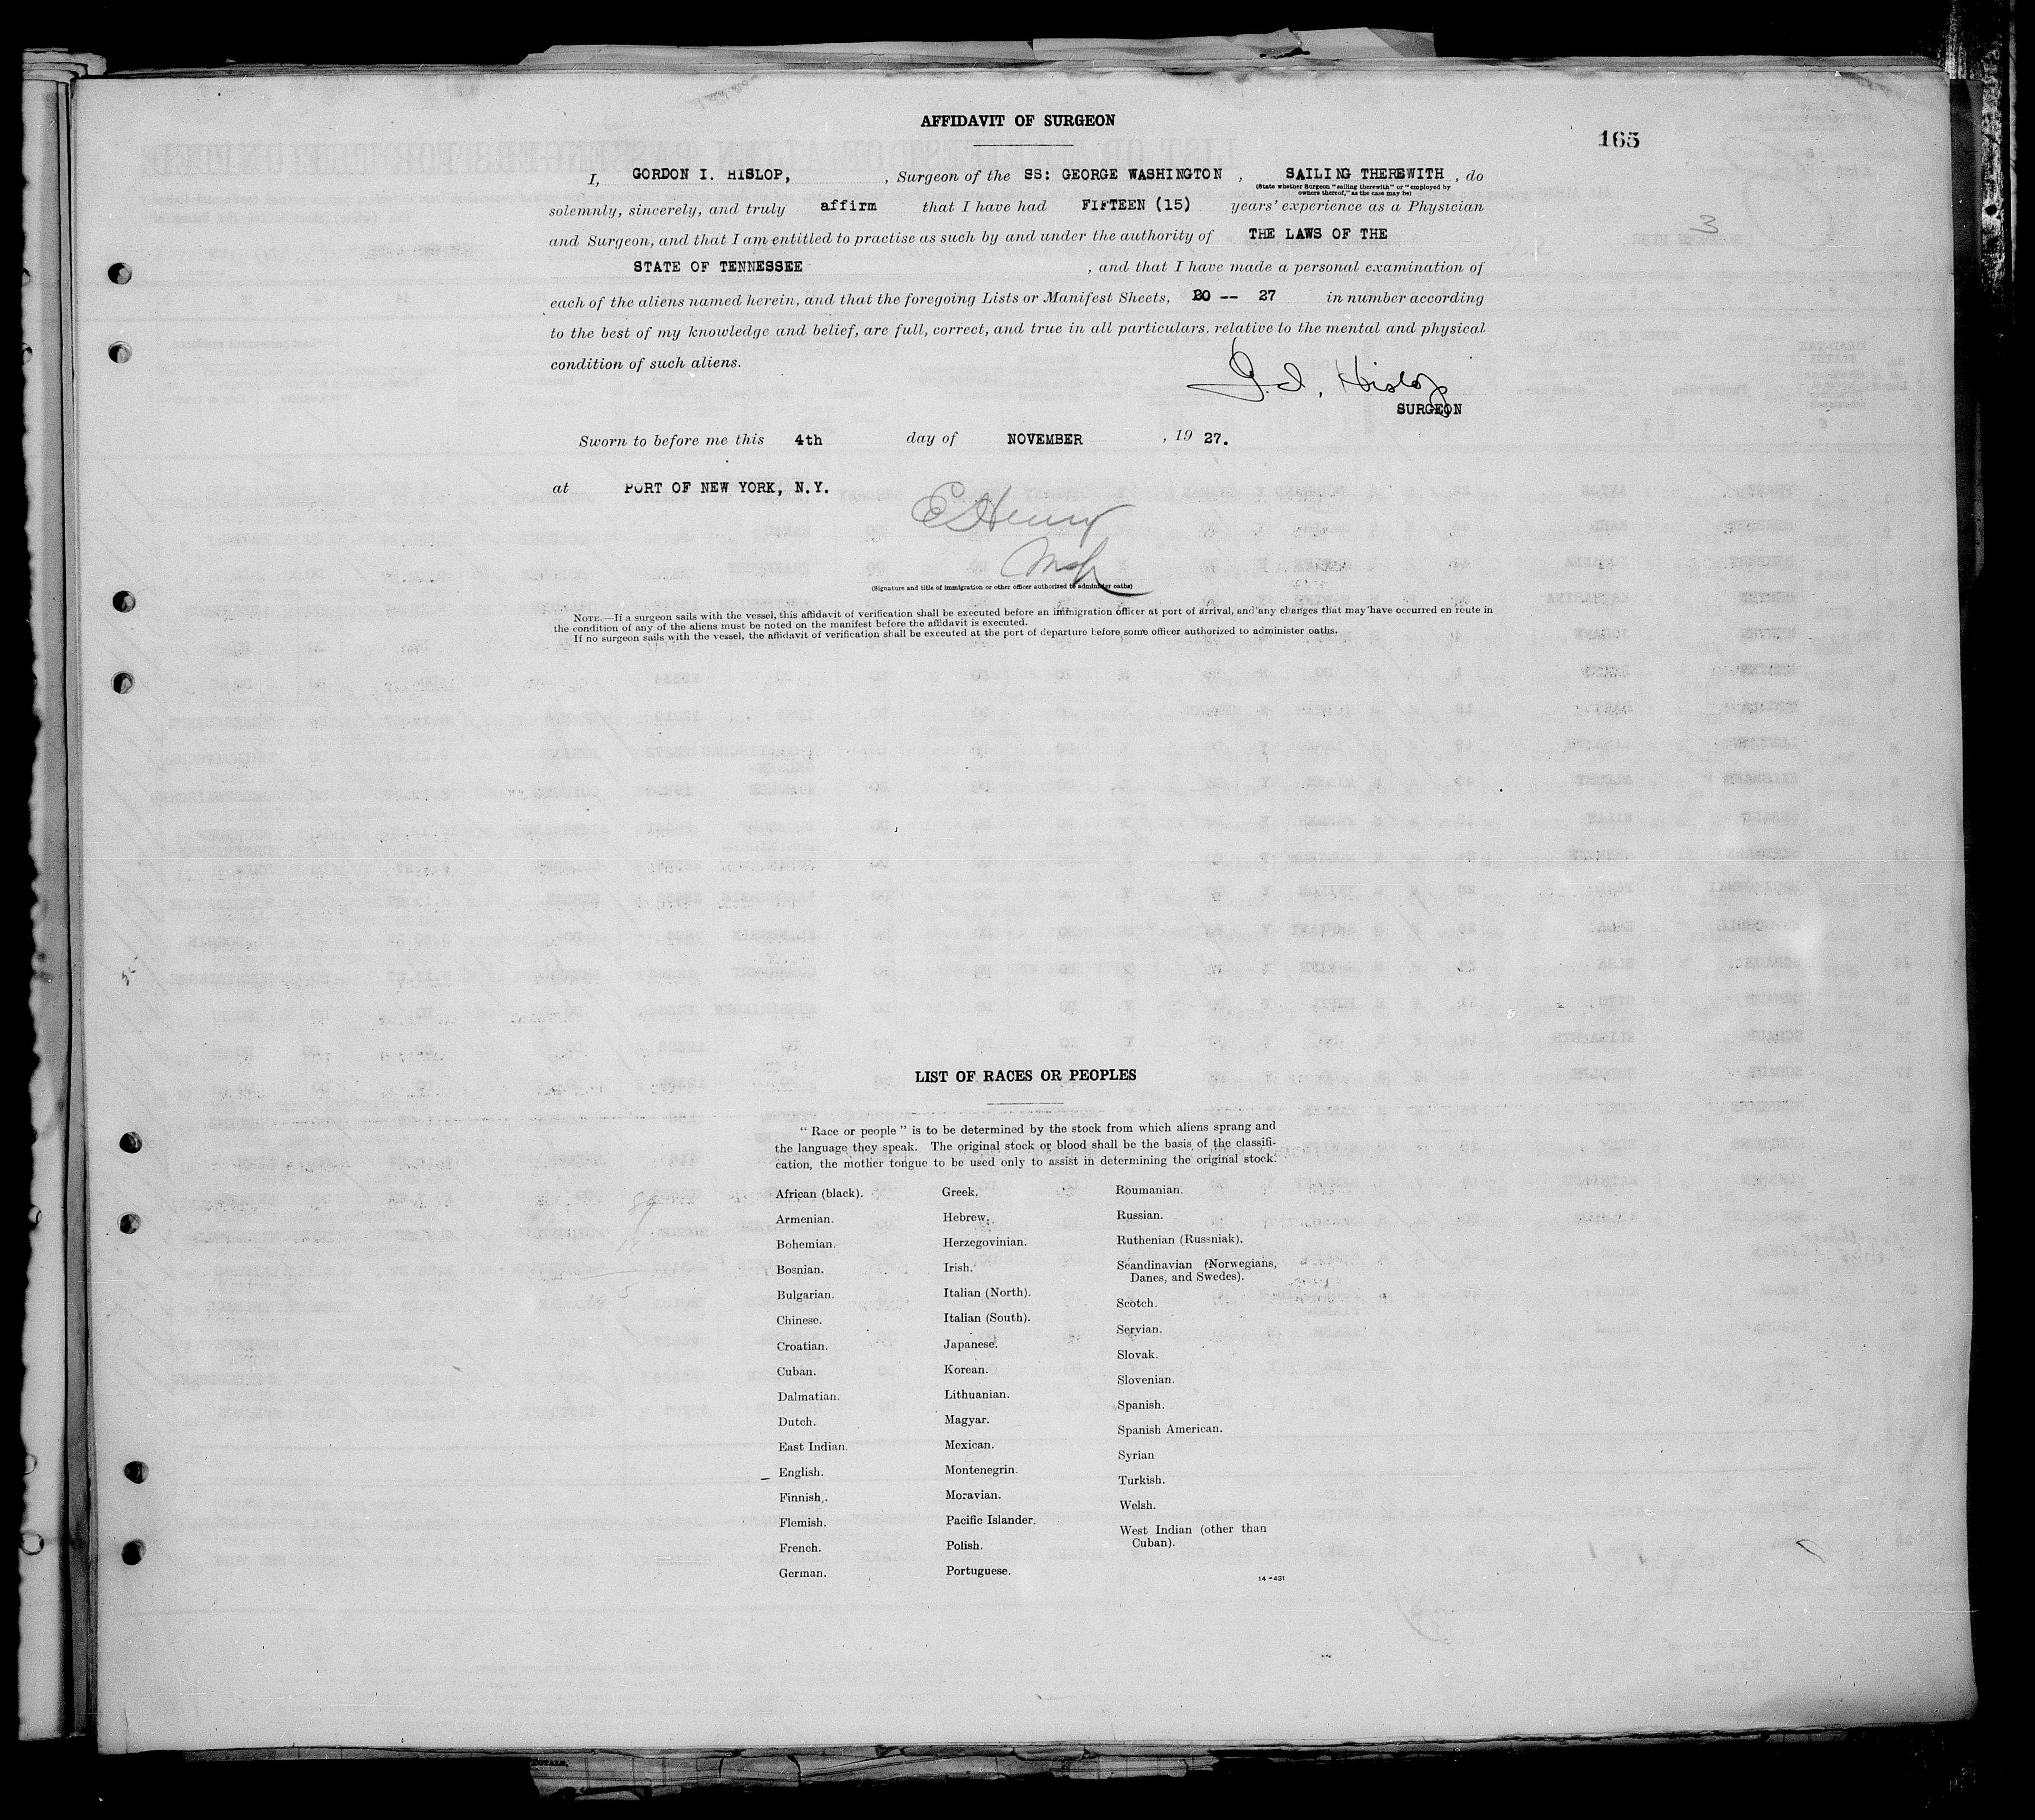 AFFIDAVIT OF SURGEON
165
I, GORDON I. HISLOP, , Surgeon of the SS: GEORGE WASHINGTON , SAILING THEREWITH , do
(State whether Surgeon "sailing therewith" or "employed by
owners thereof," as the case may be)
solemnly, sincerely, and truly affirm that I have had FIFTEEN (15) years' experience as a Physician
3
and Surgeon, and that I am entitled to practise as such by and under the authority of THE LAWS OF THE
STATE OF TENNESSEE , and that I have made a personal examination of
each of the aliens named herein, and that the foregoing Lists or Manifest Sheets, -- 27 in number according
to the best of my knowledge and belief, are full, correct, and true in all particulars, relative to the mental and physical
condition of such aliens.
G. I. Hislop
SURGEON
Sworn to before me this 4th day of NOVEMBER , 19 27.
at PORT OF NEW YORK, N.Y.
E Henry
(Signature and title of immigration or other officer authorized to administer oaths)
NOTE.—If a surgeon sails with the vessel, this affidavit of verification shall be executed before an immigration officer at port of arrival, and any changes that may have occurred en route in
the condition of any of the aliens must be noted on the manifest before the affidavit is executed.
If no surgeon sails with the vessel, the affidavit of verification shall be executed at the port of departure before some officer authorized to administer oaths.
LIST OF RACES OR PEOPLES
"Race or people" is to be determined by the stock from which aliens sprang and
the language they speak. The original stock or blood shall be the basis of the classifi-
cation, the mother tongue to be used only to assist in determining the original stock.
African (black).
Armenian.
Bohemian.
Bosnian.
Bulgarian.
Chinese.
Croatian.
Cuban.
Dalmatian.
Dutch.
East Indian.
English.
Finnish.
Flemish.
French.
German.
Greek.
Hebrew.
Herzegovinian.
Irish.
Italian (North).
Italian (South).
Japanese.
Korean.
Lithuanian.
Magyar.
Mexican.
Montenegrin.
Moravian.
Pacific Islander.
Polish.
Portuguese.
Roumanian.
Russian.
Ruthenian (Russniak).
Scandinavian (Norwegians,
Danes, and Swedes).
Scotch.
Servian.
Slovak.
Slovenian.
Spanish.
Spanish American.
Syrian
Turkish.
Welsh.
West Indian (other than
Cuban).
14-431